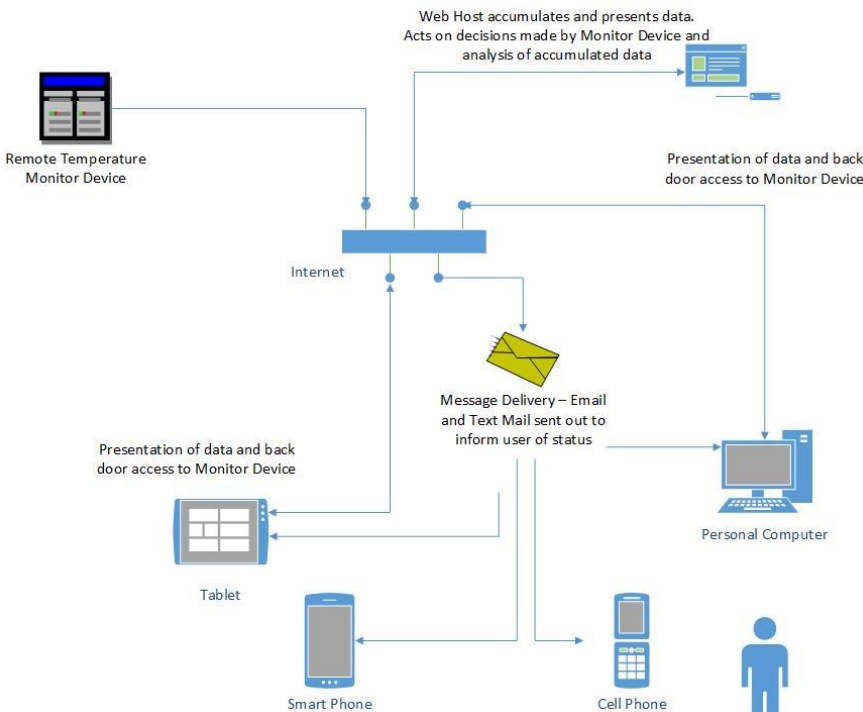 Web Host accumulates and presents data.
Acts on decisions made by Monitor Device and
analysis of accumulated data
Remote Temperature
Monitor Device
Presentation of data and back
door access to Monitor Device
Internet
Message Delivery – Email
and Text Mail sent out to
inform user of status
Presentation of data and back
door access to Monitor Device
Personal Computer
Tablet
Smart Phone
Cell Phone